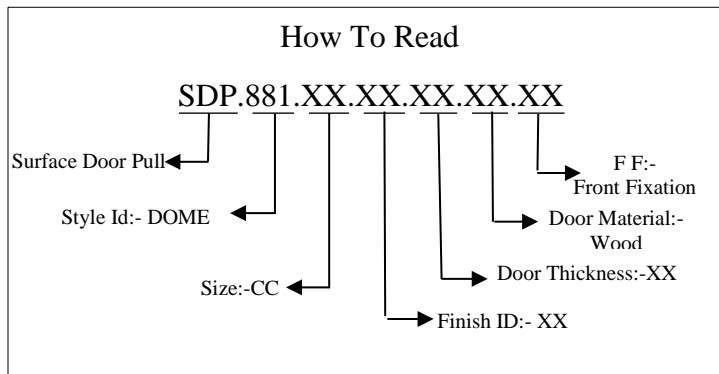 How To Read
SDP.881.XX.XX.XX.XX.XX
Surface Door Pull
F F:-
Front Fixation
Style Id:- DOME
Door Material:-
Wood
Door Thickness:-XX
Size:-CC
Finish ID:- XX